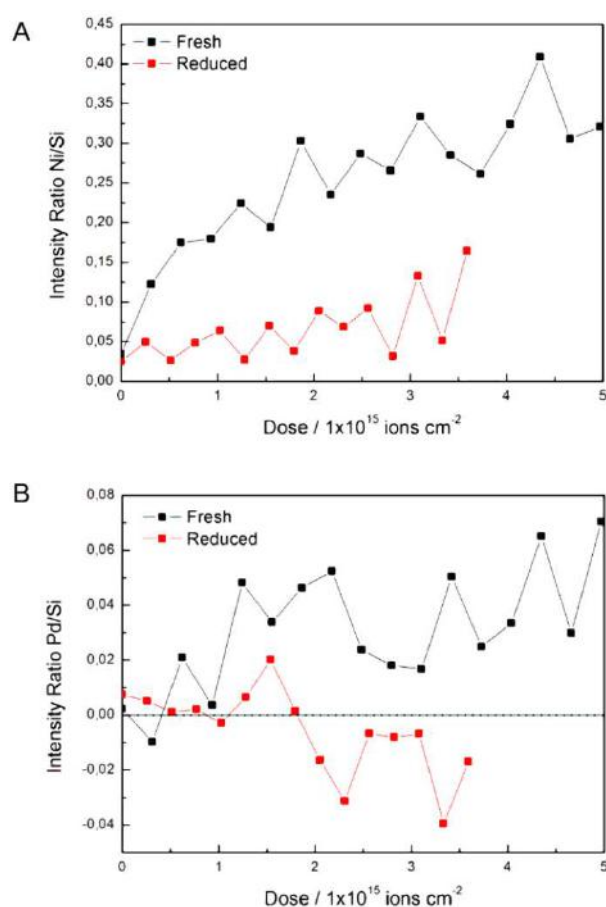 A
0,45
0,40
0,35
0,30
0,25
0,20
0,15
0,10
0,05
0,00
Intensity Ratio Ni/Si
Fresh
Reduced
0 1 2 3 4 5
Dose / 1x10¹⁵ ions cm⁻²
B
0,08
0,06
0,04
0,02
0,00
-0,02
-0,04
Intensity Ratio Pd/Si
Fresh
Reduced
0 1 2 3 4 5
Dose / 1x10¹⁵ ions cm⁻²